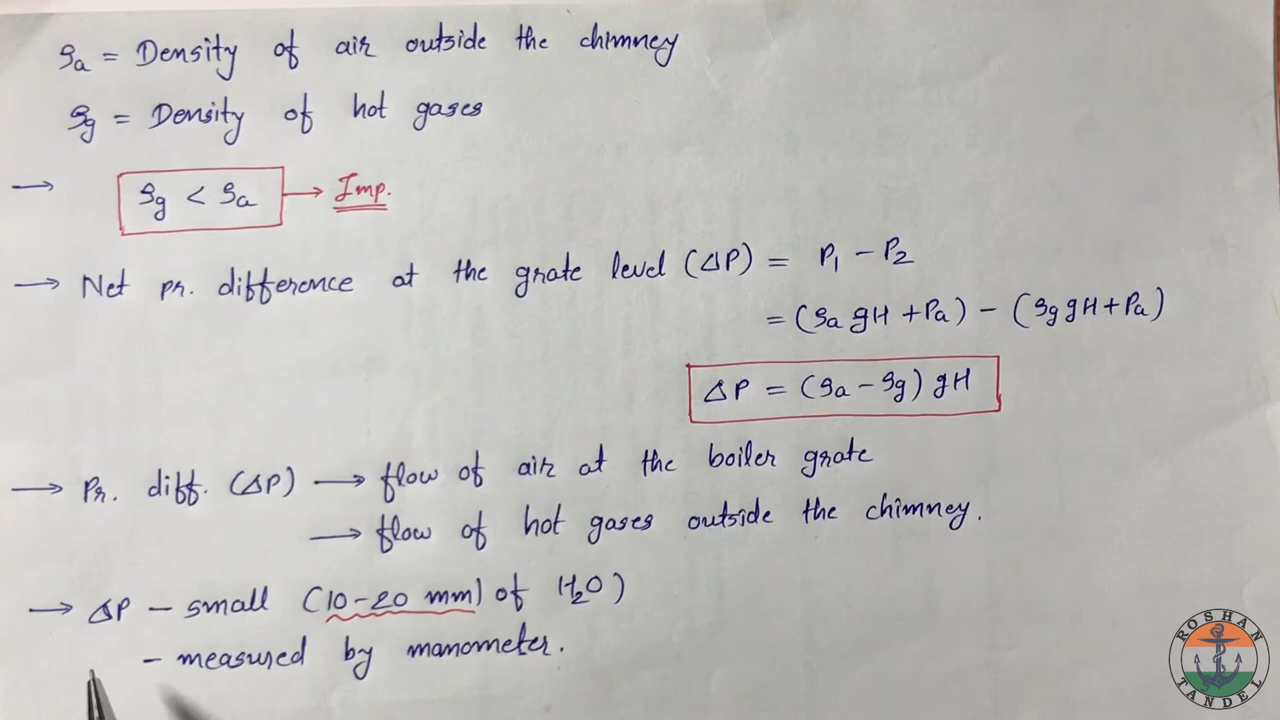 ρa = Density of air outside the chimney
ρg = Density of hot gases
→ ρg < ρa → Imp.
→ Net pr. difference at the grate level (ΔP) = P₁ - P₂
= (ρa gH + Pa) - (ρg gH + Pa)
ΔP = (ρa - ρg) gH
→ Pr. diff. (ΔP) → flow of air at the boiler grate
→ flow of hot gases outside the chimney.
→ ΔP - small (10-20 mm) of H₂O)
- measured by manometer.
ROSHAN
TANDEL